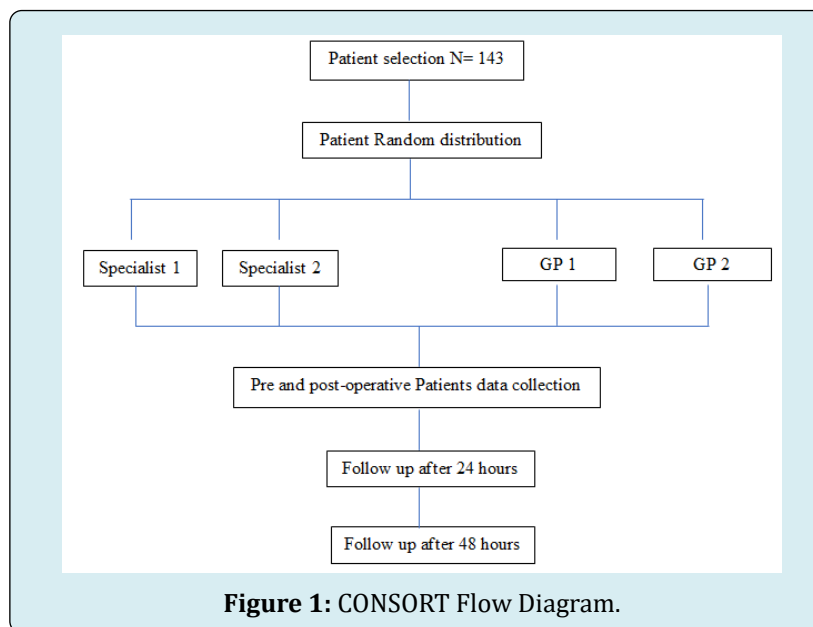 Patient selection N= 143
Patient Random distribution
Specialist 1
Specialist 2
GP 1
GP 2
Pre and post-operative Patients data collection
Follow up after 24 hours
Follow up after 48 hours
Figure 1: CONSORT Flow Diagram.